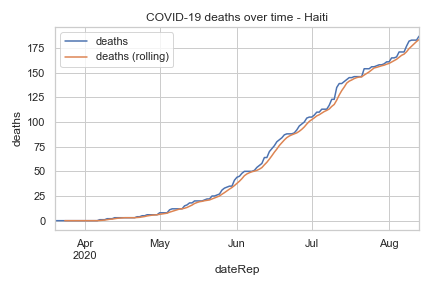 COVID-19 deaths over time - Haiti
deaths
deaths (rolling)
deaths
175
150
125
100
75
50
25
0
Apr May Jun Jul Aug
2020
dateRep